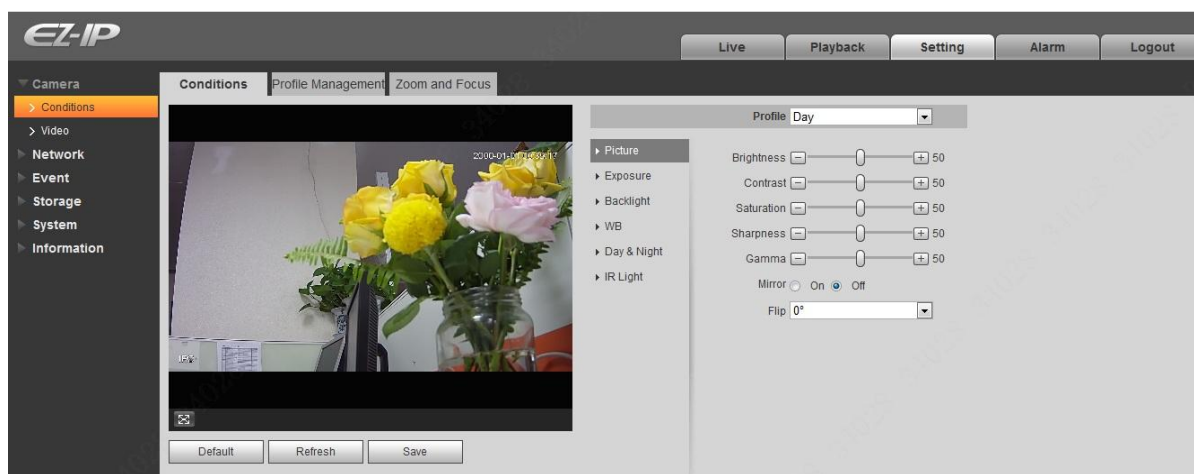 EZ-IP
Live
Playback
Setting
Alarm
Logout
Camera
Conditions
Video
Network
Event
Storage
System
Information
Conditions
Profile Management
Zoom and Focus
IPC
Default
Refresh
Save
Picture
Exposure
Backlight
WB
Day & Night
IR Light
Profile Day
Brightness 50
Contrast 50
Saturation 50
Sharpness 50
Gamma 50
Mirror On Off
Flip 0°